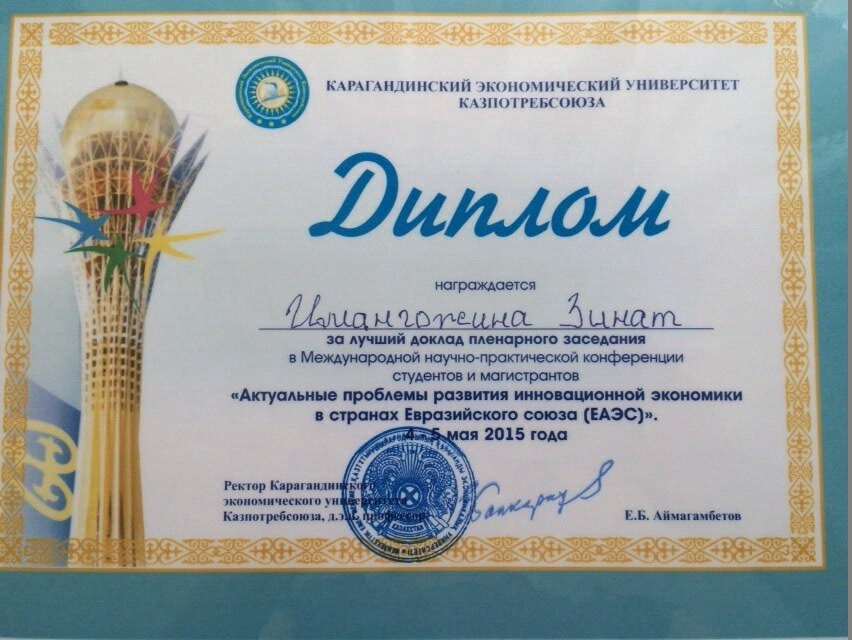 КАРАГАНДИНСКИЙ ЭКОНОМИЧЕСКИЙ УНИВЕРСИТЕТ
КАЗПОТРЕБСОЮЗА
Диплом
награждается
Имангожина Зинат
за лучший доклад пленарного заседания
в Международной научно-практической конференции
студентов и магистрантов
«Актуальные проблемы развития инновационной экономики
в странах Евразийского союза (ЕАЭС)».
4 - 5 мая 2015 года
Ректор Карагандинского
экономического университета
Казпотребсоюза, д.э.н. профессор
Е.Б. Аймагамбетов
КАЗАХСТАН